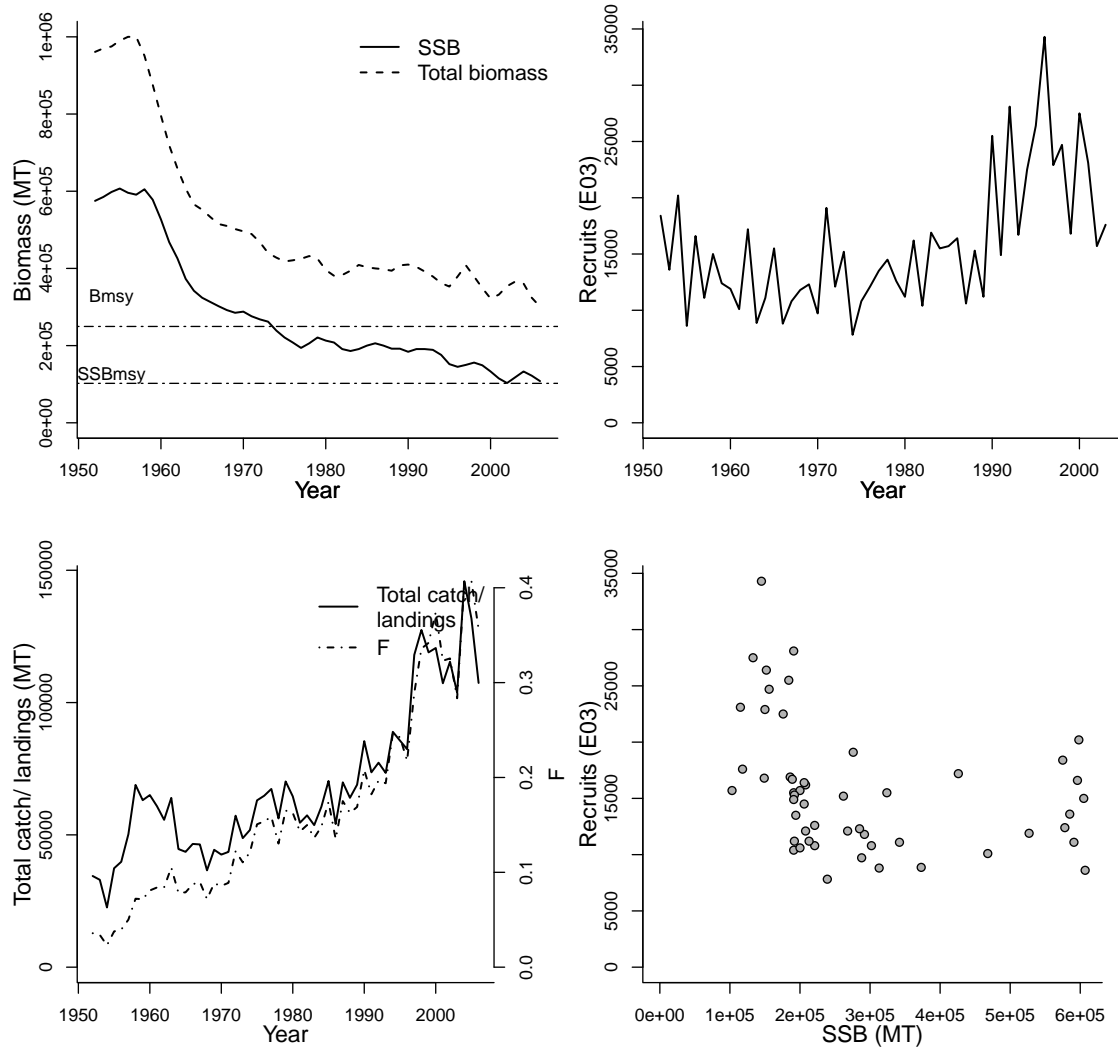 1e+06
8e+05
6e+05
4e+05
2e+05
0e+00
Biomass (MT)
SSB
Total biomass
Bmsy
SSBmsy
1950 1960 1970 1980 1990 2000
Year
35000
25000
15000
5000
0
Recruits (E03)
1950 1960 1970 1980 1990 2000
Year
150000
100000
50000
0
Total catch/ landings (MT)
Total catch/
landings
F
0.4
0.3
0.2
0.1
0.0
F
1950 1960 1970 1980 1990 2000
Year
35000
25000
15000
5000
0
Recruits (E03)
0e+00 1e+05 2e+05 3e+05 4e+05 5e+05 6e+05
SSB (MT)